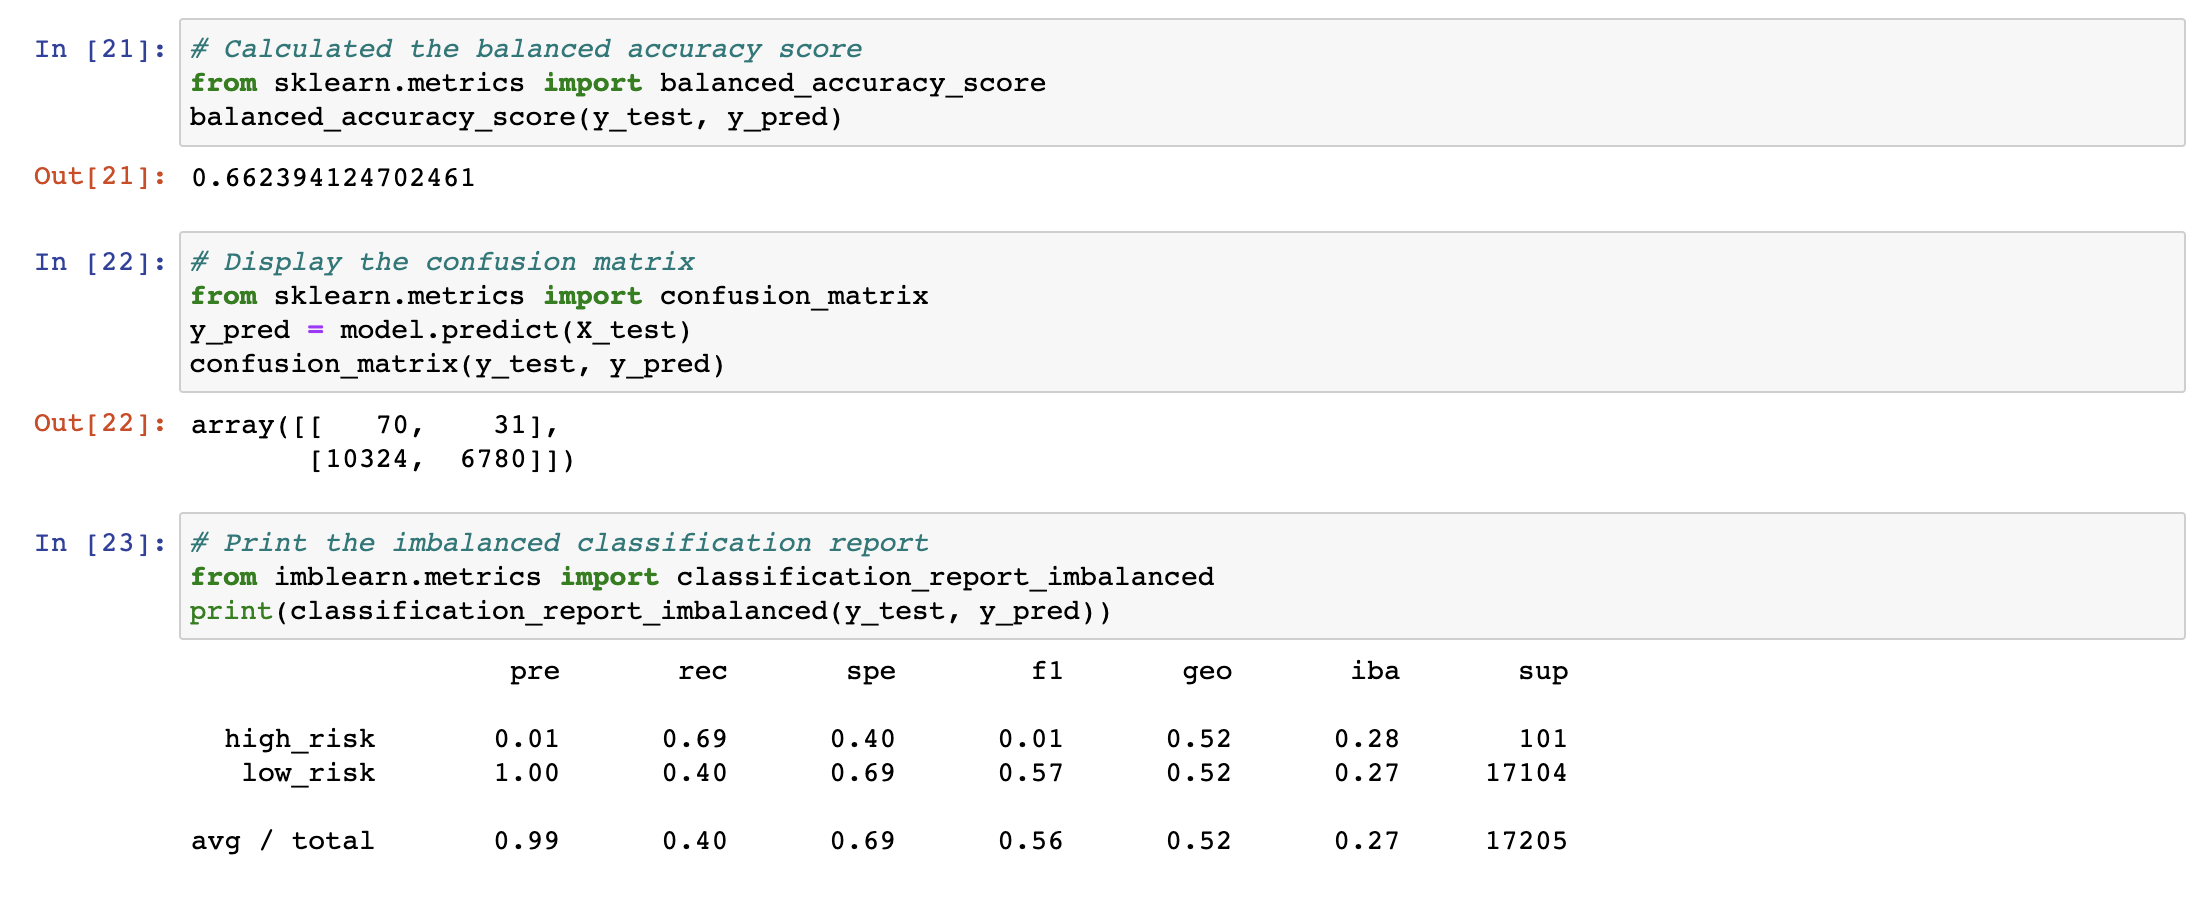 In [21]: # Calculated the balanced accuracy score
from sklearn.metrics import balanced_accuracy_score
balanced_accuracy_score(y_test, y_pred)
Out[21]: 0.662394124702461
In [22]: # Display the confusion matrix
from sklearn.metrics import confusion_matrix
y_pred = model.predict(X_test)
confusion_matrix(y_test, y_pred)
Out[22]: array([[   70,    31],
       [10324,  6780]])
In [23]: # Print the imbalanced classification report
from imblearn.metrics import classification_report_imbalanced
print(classification_report_imbalanced(y_test, y_pred))
pre rec spe f1 geo iba sup
high_risk 0.01 0.69 0.40 0.01 0.52 0.28 101
low_risk 1.00 0.40 0.69 0.57 0.52 0.27 17104
avg / total 0.99 0.40 0.69 0.56 0.52 0.27 17205